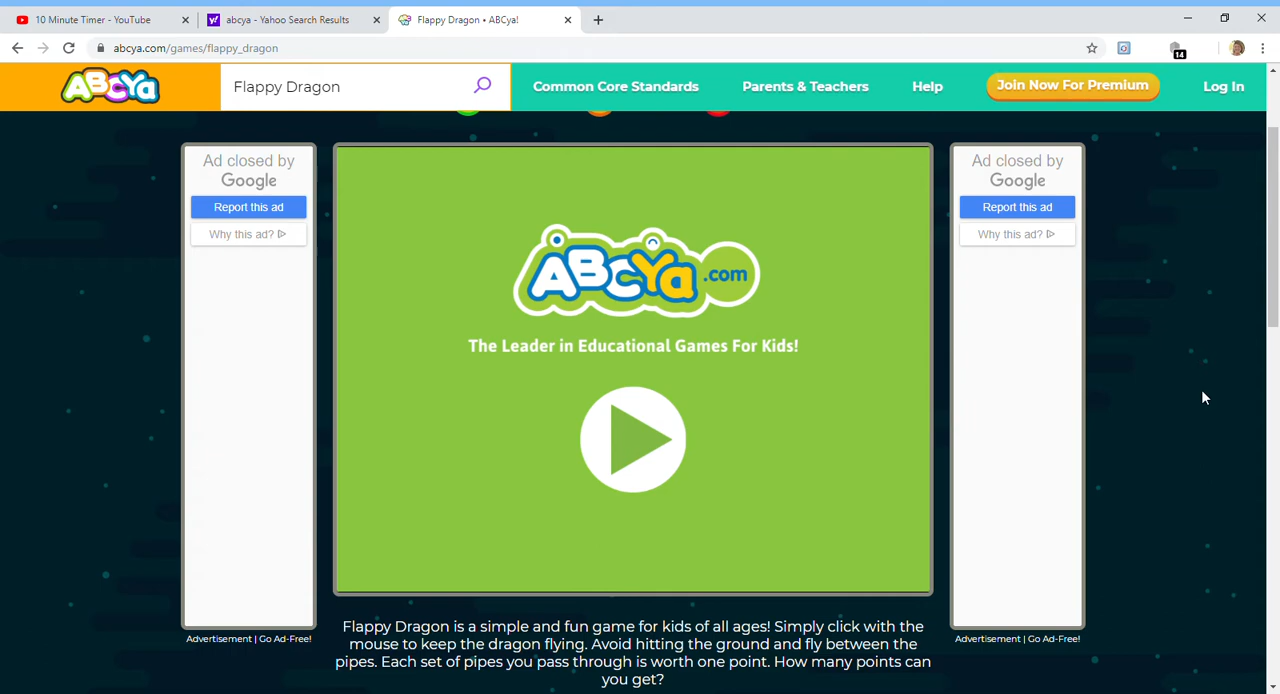 10 Minute Timer - YouTube
abcya - Yahoo Search Results
Flappy Dragon • ABCya!
abcya.com/games/flappy_dragon
14
ABCYa
Flappy Dragon
Common Core Standards
Parents & Teachers
Help
Join Now For Premium
Log In
Ad closed by
Google
Report this ad
Why this ad?
Advertisement | Go Ad-Free!
ABCYa.com
The Leader in Educational Games For Kids!
Ad closed by
Google
Report this ad
Why this ad?
Advertisement | Go Ad-Free!
Flappy Dragon is a simple and fun game for kids of all ages! Simply click with the
mouse to keep the dragon flying. Avoid hitting the ground and fly between the
pipes. Each set of pipes you pass through is worth one point. How many points can
you get?